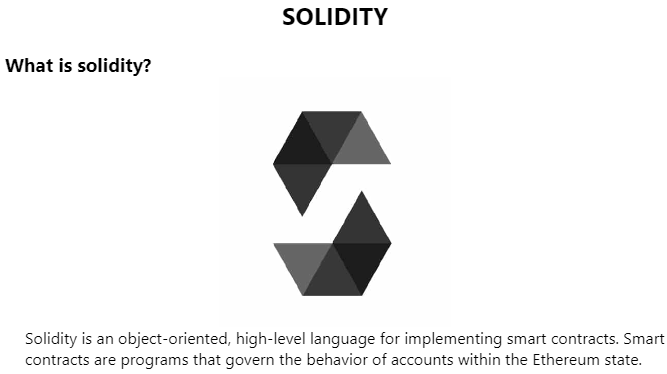 SOLIDITY
What is solidity?
Solidity is an object-oriented, high-level language for implementing smart contracts. Smart
contracts are programs that govern the behavior of accounts within the Ethereum state.